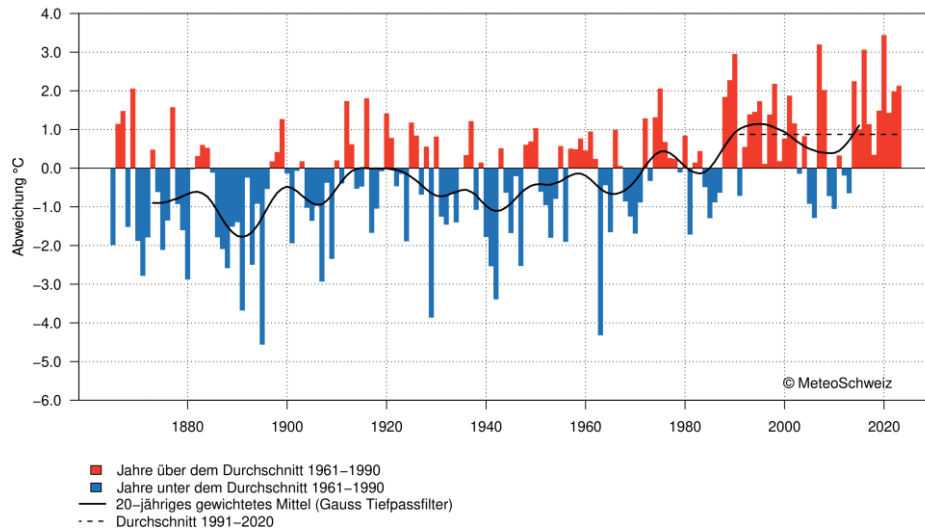 4.0
3.0
2.0
1.0
0.0
−1.0
−2.0
−3.0
−4.0
−5.0
−6.0
Abweichung °C
© MeteoSchweiz
1880 1900 1920 1940 1960 1980 2000 2020
Jahre über dem Durchschnitt 1961−1990
Jahre unter dem Durchschnitt 1961−1990
20−jähriges gewichtetes Mittel (Gauss Tiefpassfilter)
Durchschnitt 1991−2020